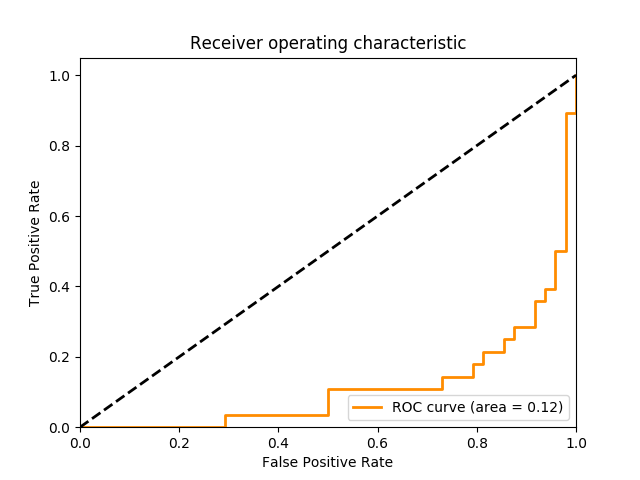 Receiver operating characteristic
True Positive Rate
1.0
0.8
0.6
0.4
0.2
0.0
ROC curve (area = 0.12)
0.0 0.2 0.4 0.6 0.8 1.0
False Positive Rate